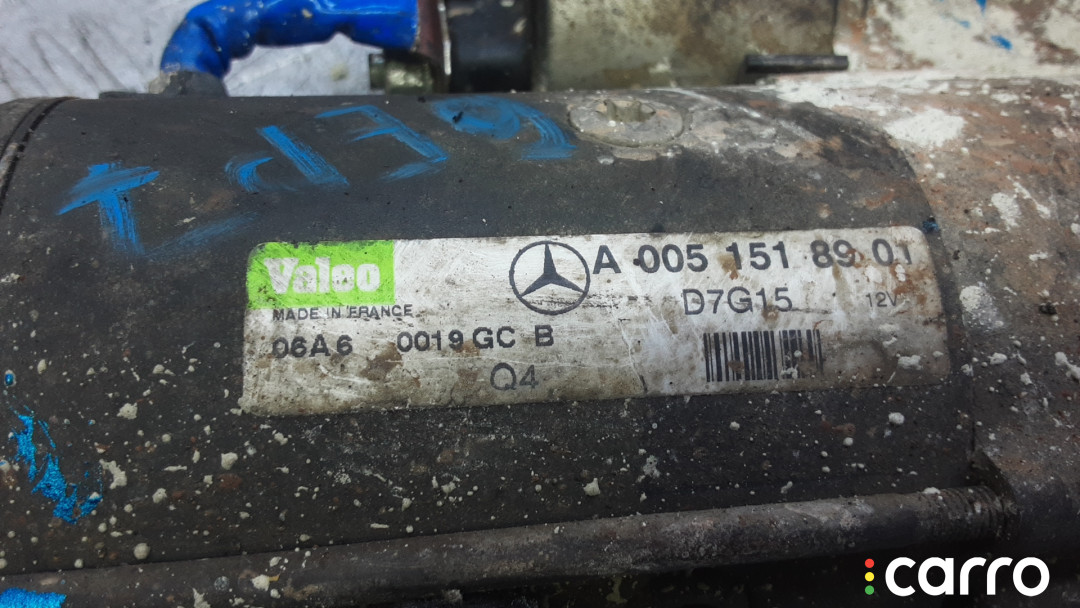 Valeo
MADE IN FRANCE
A 005 151 89 01
D7G15 12V
06A6 0019 GC B
Q4
carro